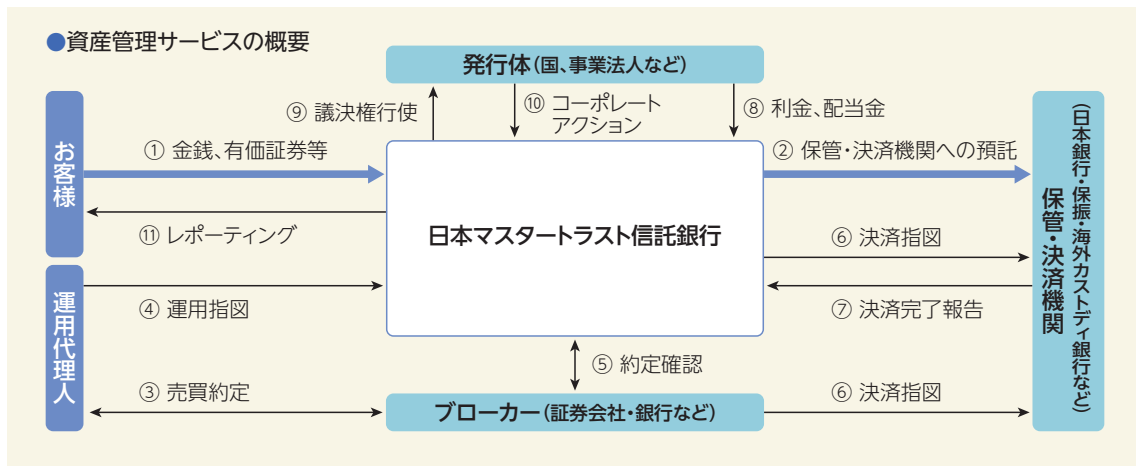 ●資産管理サービスの概要
発行体(国、事業法人など)
⑨ 議決権行使
⑩ コーポレート
アクション
⑧ 利金、配当金
お客様
① 金銭、有価証券等
② 保管・決済機関への預託
⑪ レポーティング
日本マスタートラスト信託銀行
⑥ 決済指図
運用代理人
④ 運用指図
⑦ 決済完了報告
保管・決済機関
(日本銀行・保振・海外カストディ銀行など)
⑤ 約定確認
③ 売買約定
ブローカー(証券会社・銀行など)
⑥ 決済指図